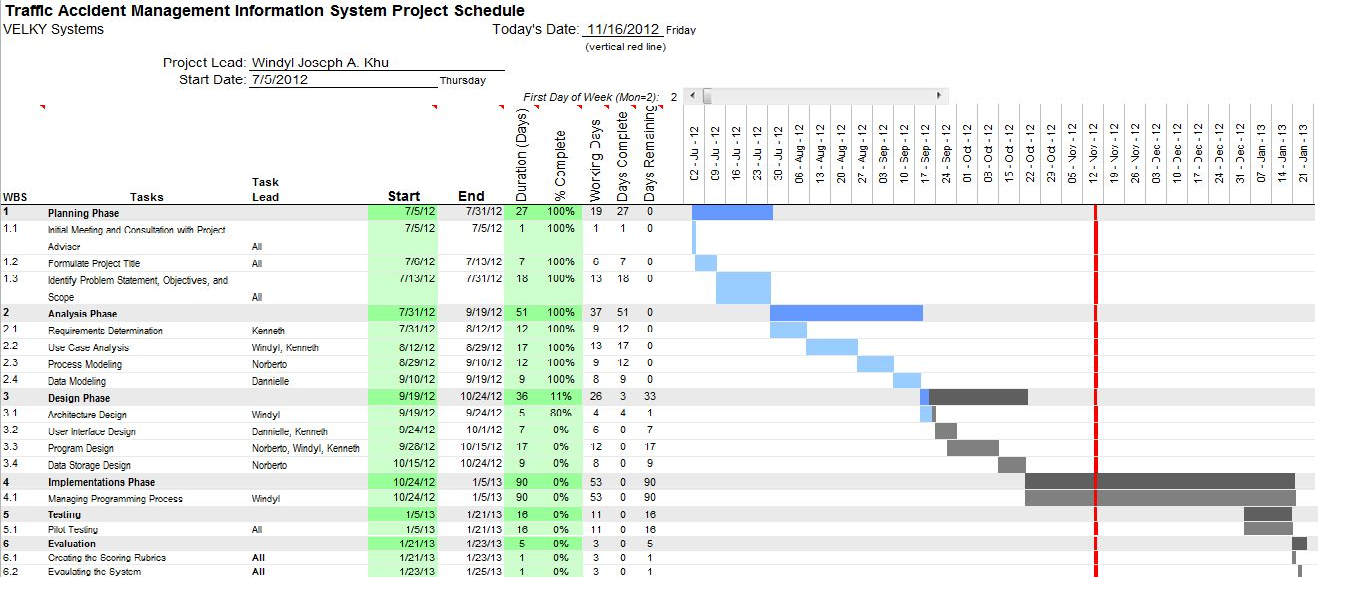 Traffic Accident Management Information System Project Schedule
VELKY Systems
Today's Date: 11/16/2012 Friday
(vertical red line)
Project Lead: Windyl Joseph A. Khu
Start Date: 7/5/2012 Thursday
First Day of Week (Mon=2): 2
WBS Tasks Task Lead Start End Duration (Days) % Complete Working Days Days Complete Days Remaining 02 - Jul - 12 09 - Jul - 12 16 - Jul - 12 23 - Jul - 12 30 - Jul - 12 06 - Aug - 12 13 - Aug - 12 20 - Aug - 12 27 - Aug - 12 03 - Sep - 12 10 - Sep - 12 17 - Sep - 12 24 - Sep - 12 01 - Oct - 12 08 - Oct - 12 15 - Oct - 12 22 - Oct - 12 29 - Oct - 12 05 - Nov - 12 12 - Nov - 12 19 - Nov - 12 26 - Nov - 12 03 - Dec - 12 10 - Dec - 12 17 - Dec - 12 24 - Dec - 12 31 - Dec - 12 07 - Jan - 13 14 - Jan - 13 21 - Jan - 13
1 Planning Phase 7/5/12 7/31/12 27 100% 19 27 0
1.1 Initial Meeting and Consultation with Project 7/5/12 7/5/12 1 100% 1 1 0
Advisor All
1.2 Formulate Project Title All 7/6/12 7/13/12 7 100% 6 7 0
1.3 Identify Problem Statement, Objectives, and 7/13/12 7/31/12 18 100% 13 18 0
Scope All
2 Analysis Phase 7/31/12 9/19/12 51 100% 37 51 0
2.1 Requirements Determination Kenneth 7/31/12 8/12/12 12 100% 9 12 0
2.2 Use Case Analysis Windyl, Kenneth 8/12/12 8/29/12 17 100% 13 17 0
2.3 Process Modeling Norberto 8/29/12 9/10/12 12 100% 9 12 0
2.4 Data Modeling Dannielle 9/10/12 9/19/12 9 100% 8 9 0
3 Design Phase 9/19/12 10/24/12 36 11% 26 3 33
3.1 Architecture Design Windyl 9/19/12 9/24/12 5 80% 4 4 1
3.2 User Interface Design Dannielle, Kenneth 9/24/12 10/1/12 7 0% 6 0 7
3.3 Program Design Norberto, Windyl, Kenneth 9/28/12 10/15/12 17 0% 12 0 17
3.4 Data Storage Design Norberto 10/15/12 10/24/12 9 0% 8 0 9
4 Implementations Phase 10/24/12 1/5/13 90 0% 53 0 90
4.1 Managing Programming Process Windyl 10/24/12 1/5/13 90 0% 53 0 90
5 Testing 1/5/13 1/21/13 16 0% 11 0 16
5.1 Pilot Testing All 1/5/13 1/21/13 16 0% 11 0 16
6 Evaluation 1/21/13 1/23/13 5 0% 3 0 5
6.1 Creating the Scoring Rubrics All 1/21/13 1/23/13 1 0% 3 0 1
6.2 Evaulating the System All 1/23/13 1/25/13 1 0% 3 0 1